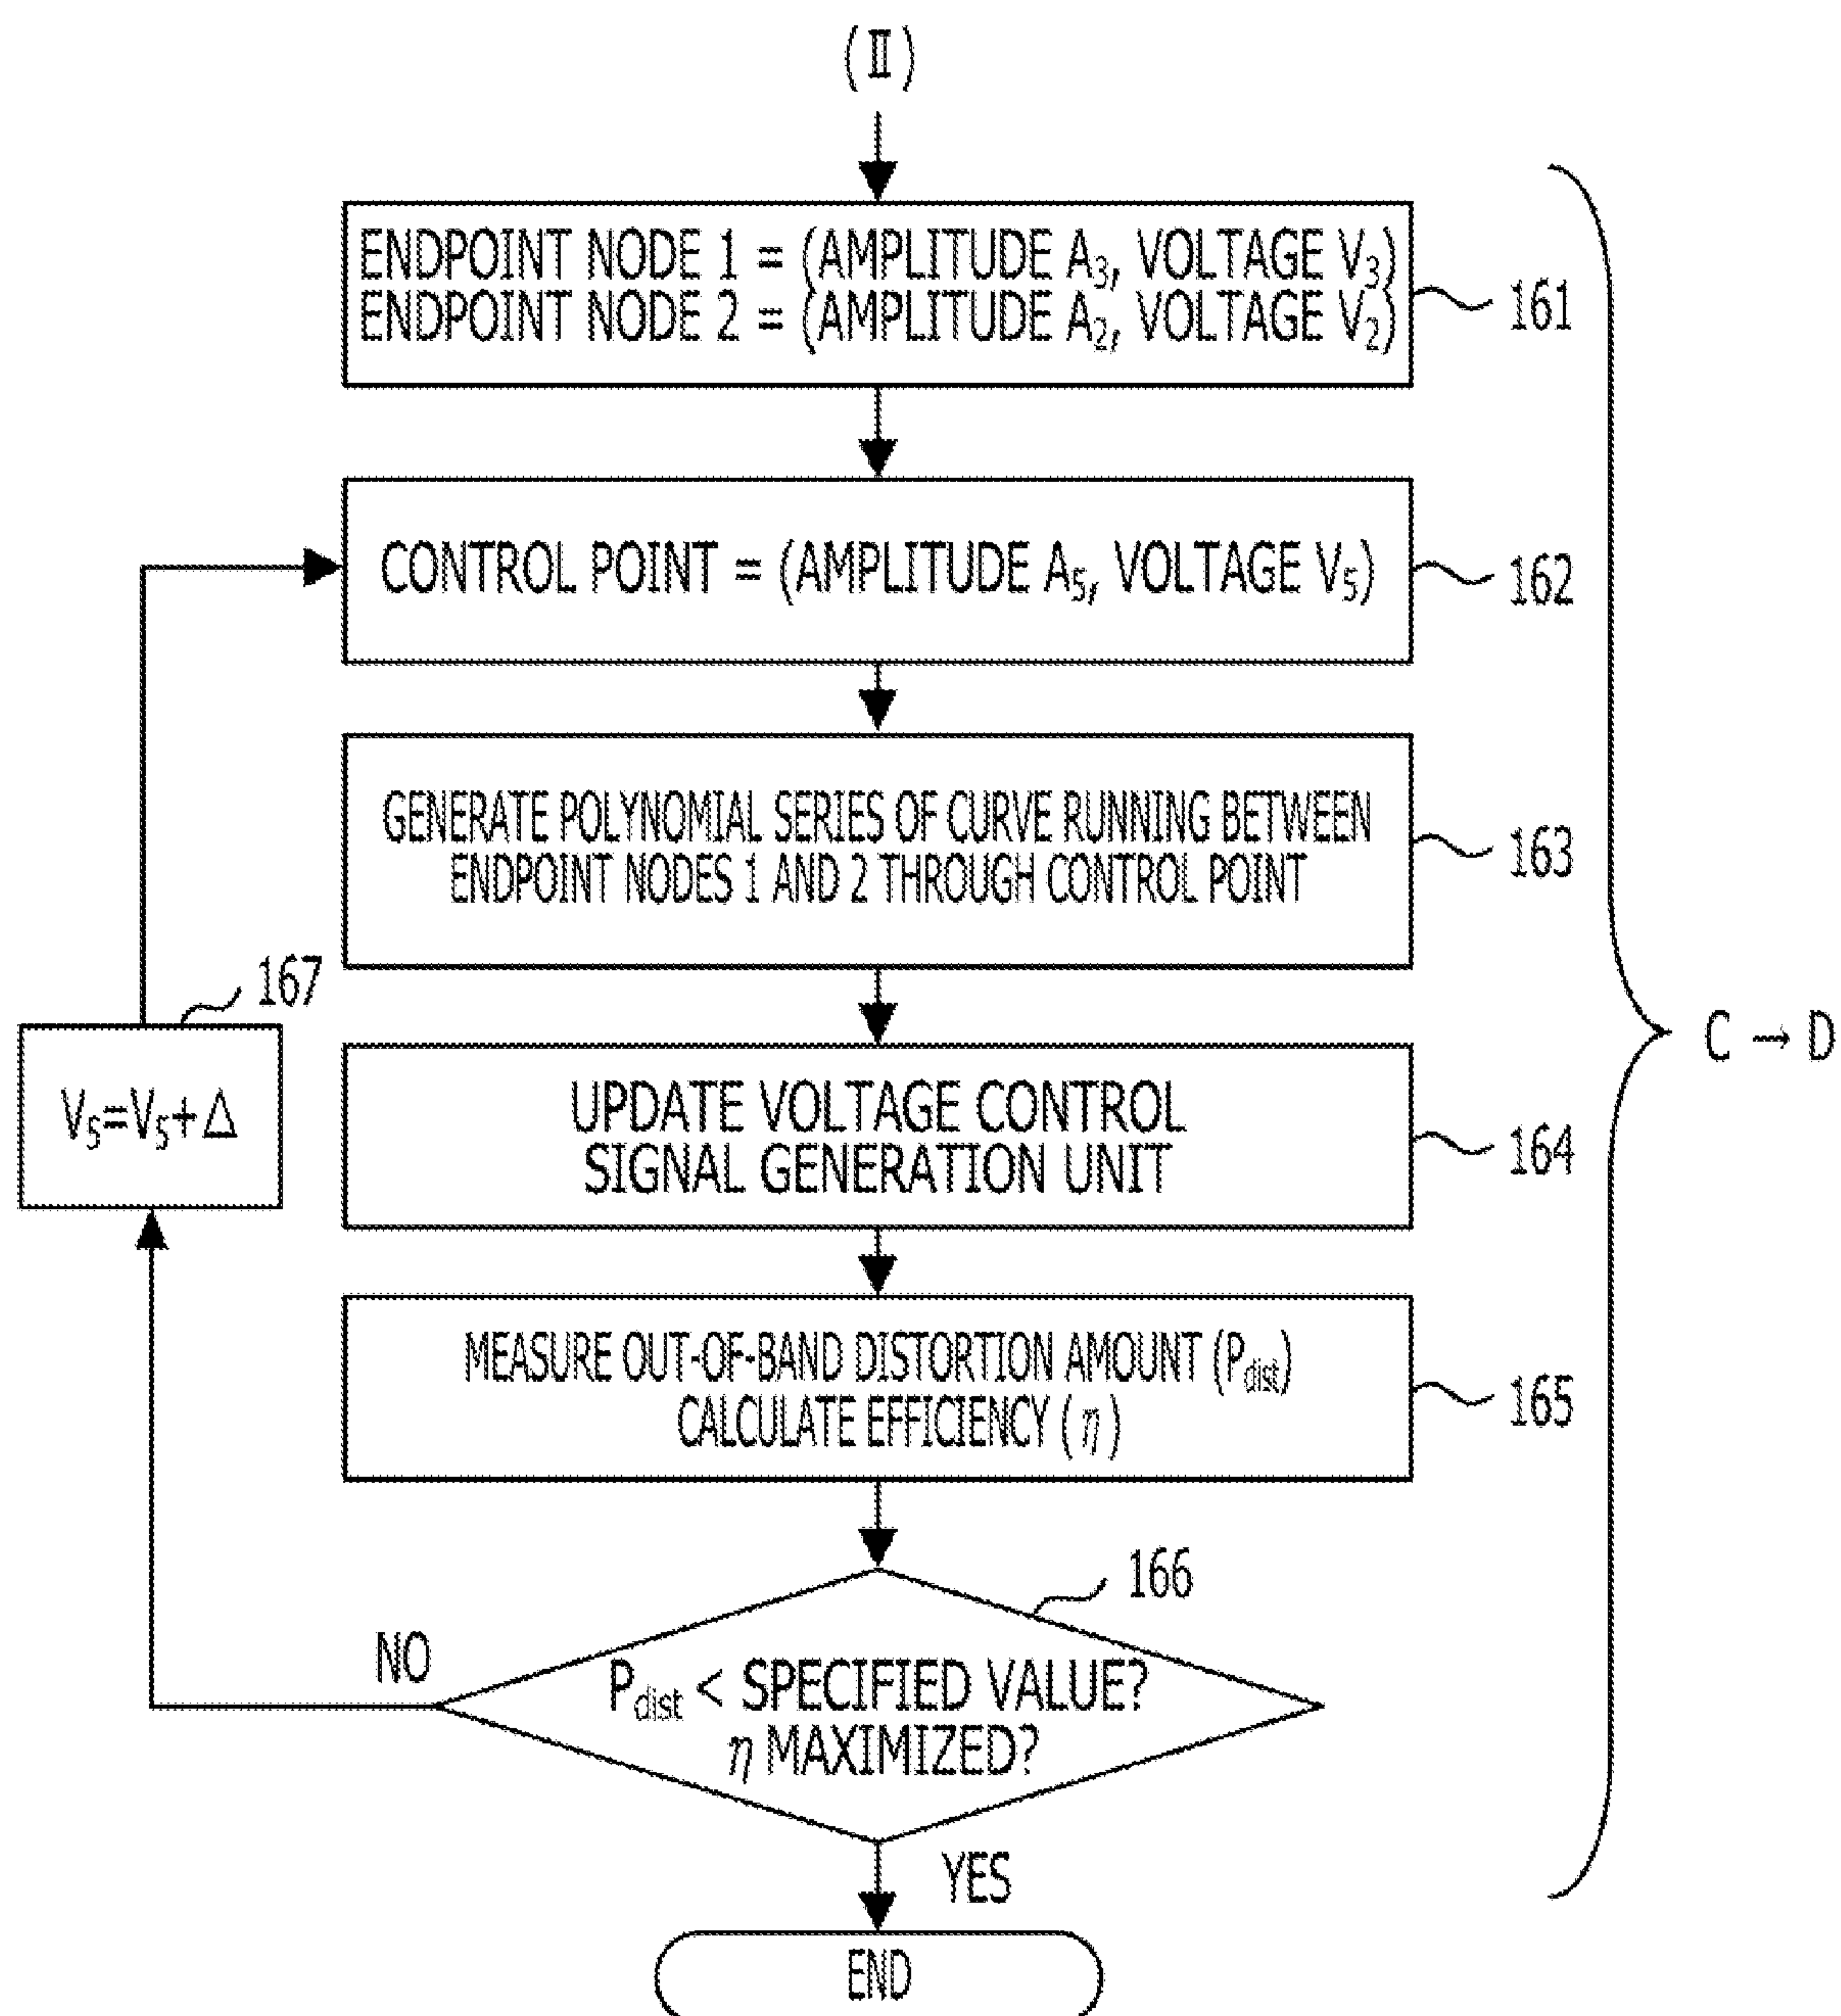 (Ⅱ)
ENDPOINT NODE 1 = (AMPLITUDE A₃, VOLTAGE V₃)
ENDPOINT NODE 2 = (AMPLITUDE A₂, VOLTAGE V₂)
161
CONTROL POINT = (AMPLITUDE A₅, VOLTAGE V₅)
162
GENERATE POLYNOMIAL SERIES OF CURVE RUNNING BETWEEN
ENDPOINT NODES 1 AND 2 THROUGH CONTROL POINT
163
167
V₅=V₅+Δ
C → D
UPDATE VOLTAGE CONTROL
SIGNAL GENERATION UNIT
164
MEASURE OUT-OF-BAND DISTORTION AMOUNT (P_dist)
CALCULATE EFFICIENCY (η)
165
166
NO
P_dist < SPECIFIED VALUE?
η MAXIMIZED?
YES
END